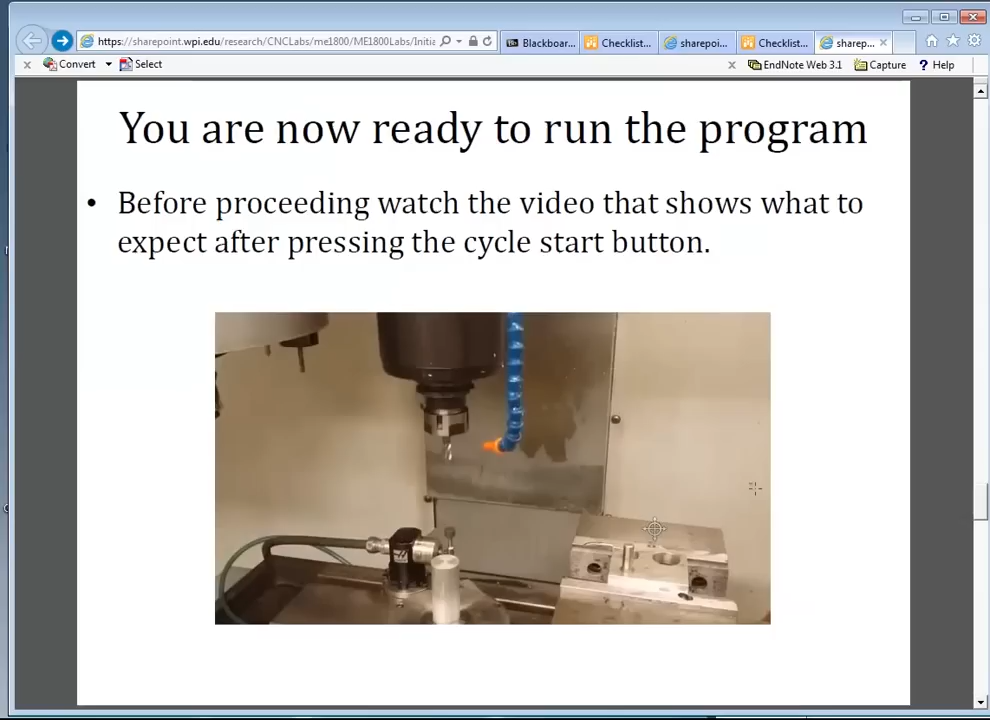 https://sharepoint.wpi.edu/research/CNCLabs/me1800/ME1800Labs/Initia
Blackboar...
Checklist...
sharepoi...
Checklist...
sharep...
Convert
Select
EndNote Web 3.1
Capture
? Help
You are now ready to run the program
• Before proceeding watch the video that shows what to
expect after pressing the cycle start button.